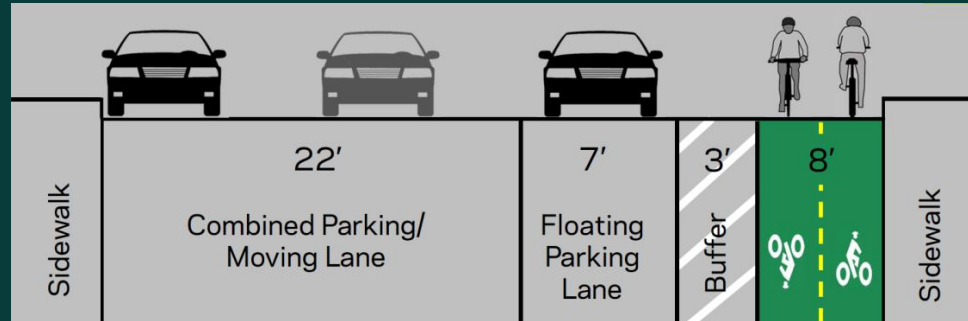 22′
7′
3′
8′
Sidewalk
Combined Parking/
Moving Lane
Floating
Parking
Lane
Buffer
Sidewalk